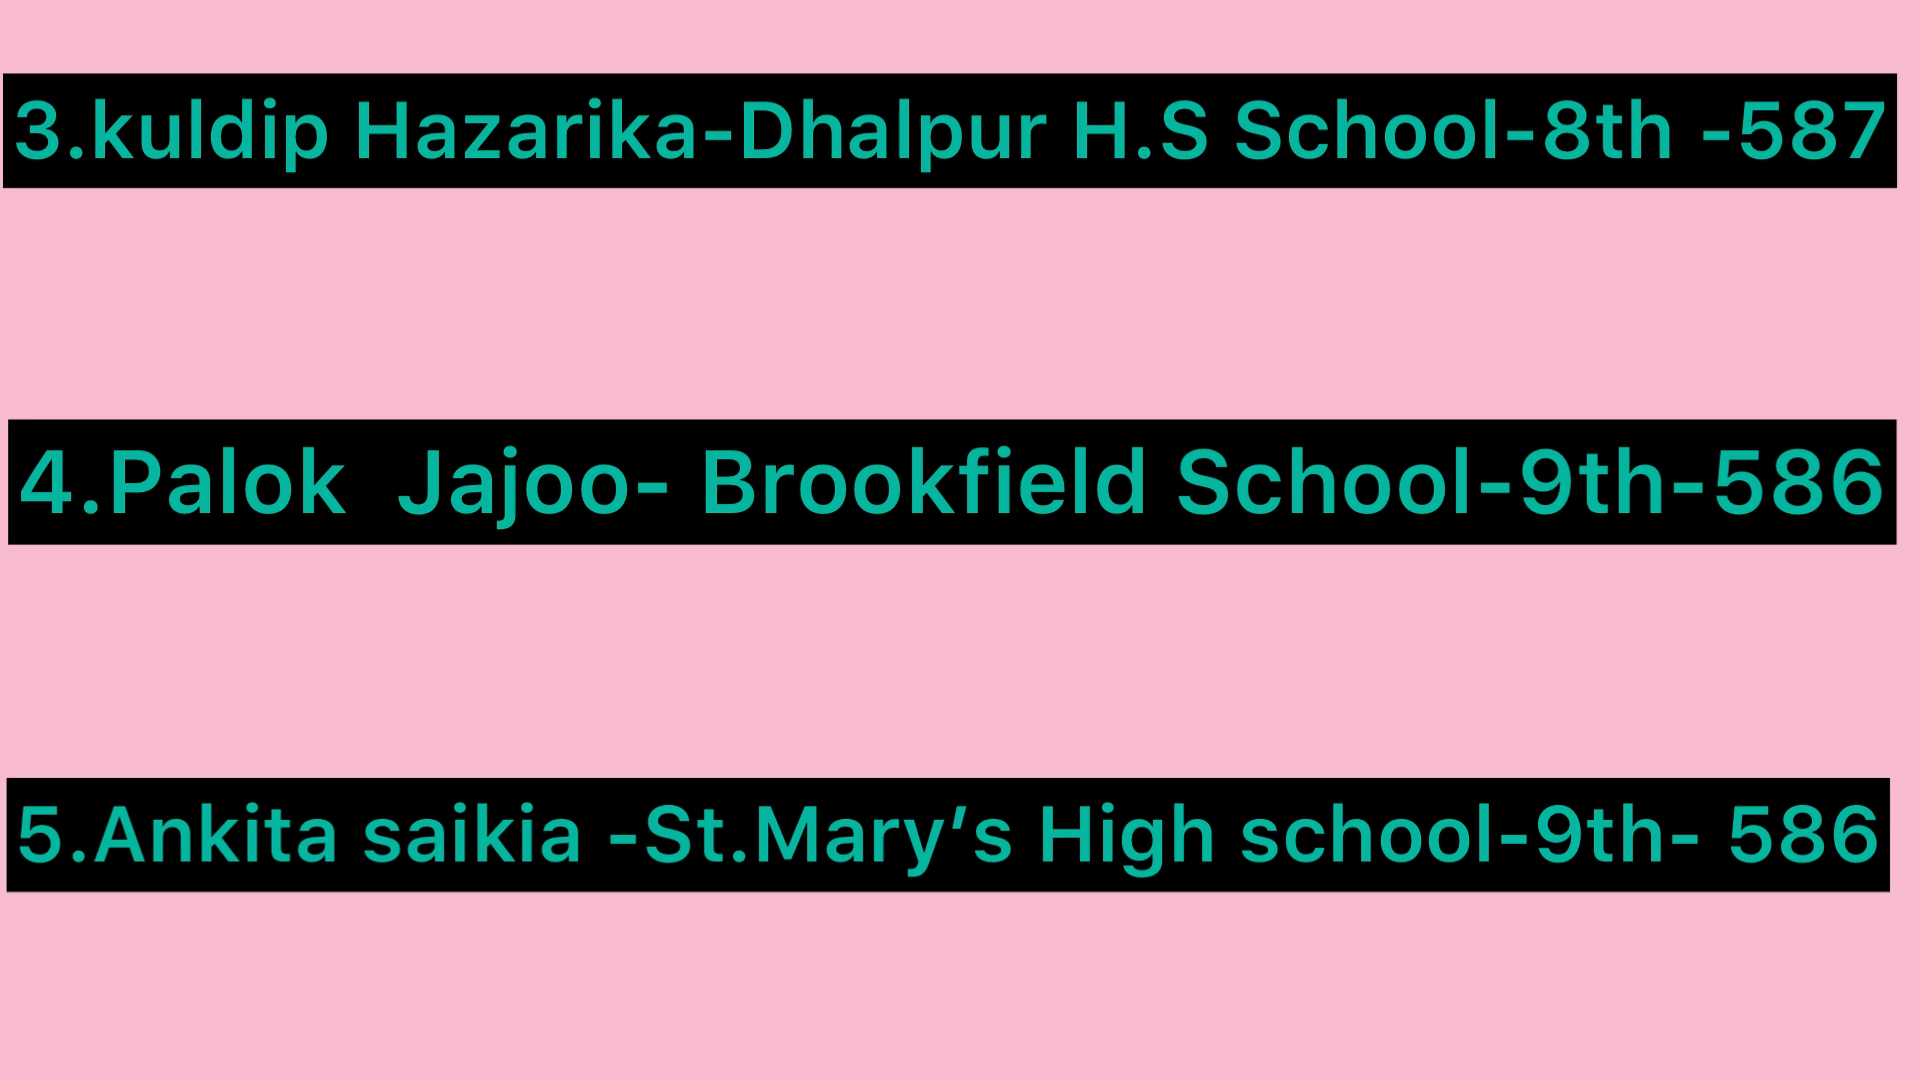 3.kuldip Hazarika-Dhalpur H.S School-8th -587
4.Palok  Jajoo- Brookfield School-9th-586
5.Ankita saikia -St.Mary’s High school-9th- 586